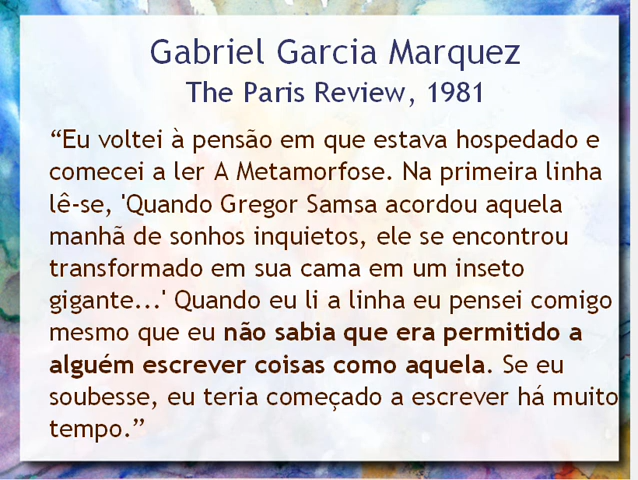 Gabriel Garcia Marquez
The Paris Review, 1981
“Eu voltei à pensão em que estava hospedado e
comecei a ler A Metamorfose. Na primeira linha
lê-se, 'Quando Gregor Samsa acordou aquela
manhã de sonhos inquietos, ele se encontrou
transformado em sua cama em um inseto
gigante...' Quando eu li a linha eu pensei comigo
mesmo que eu não sabia que era permitido a
alguém escrever coisas como aquela. Se eu
soubesse, eu teria começado a escrever há muito
tempo.”